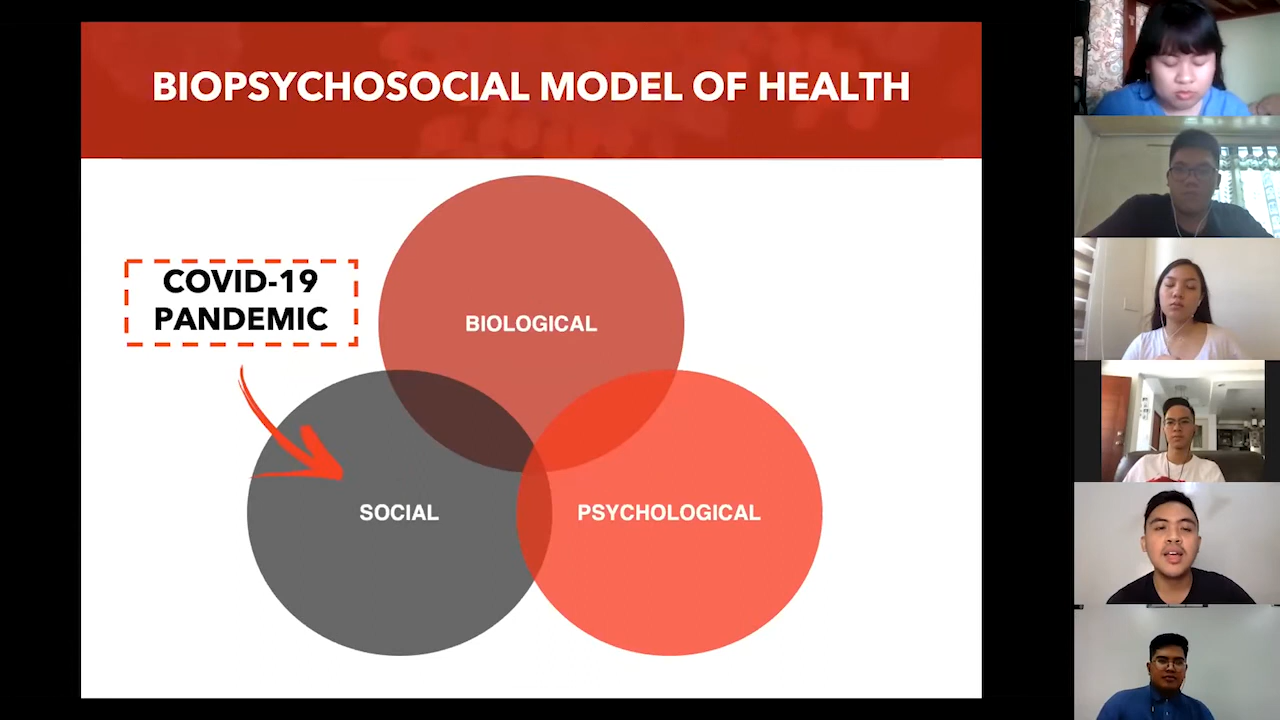 BIOPSYCHOSOCIAL MODEL OF HEALTH
COVID-19
PANDEMIC
BIOLOGICAL
SOCIAL
PSYCHOLOGICAL